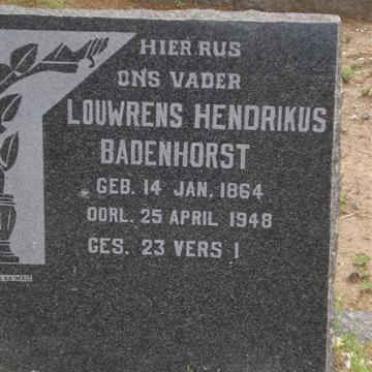 HIER RUS
ONS VADER
LOUWRENS HENDRIKUS
BADENHORST
GEB. 14 JAN. 1864
OORL. 25 APRIL 1948
GES. 23 VERS 1